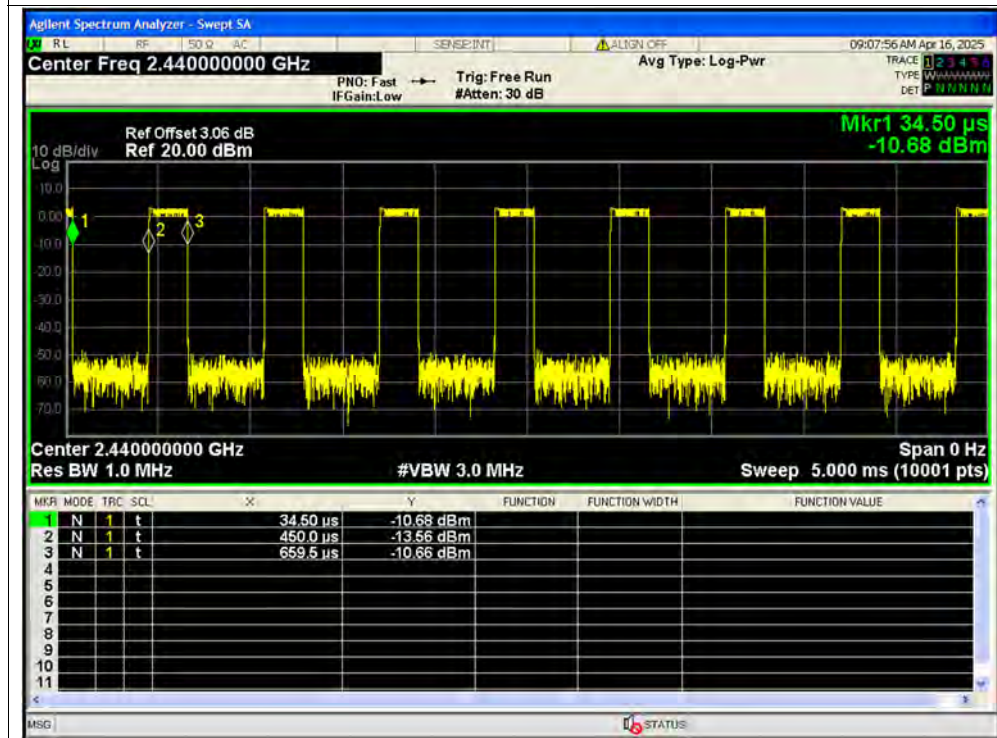 Agilent Spectrum Analyzer - Swept SA
RL RF 50 Ω AC SENSE:INT ALIGN OFF 09:07:56 AM Apr 16, 2025
Center Freq 2.440000000 GHz
PNO: Fast
IFGain:Low
Trig: Free Run
#Atten: 30 dB
Avg Type: Log-Pwr
TRACE 1 2 3 4 5 6
TYPE W
DET P N N N N N
Mkr1 34.50 µs
-10.68 dBm
Ref Offset 3.06 dB
10 dB/div Ref 20.00 dBm
Log
10.0
0.00
-10.0
-20.0
-30.0
-40.0
-50.0
-60.0
-70.0
1
2
3
Center 2.440000000 GHz Span 0 Hz
Res BW 1.0 MHz #VBW 3.0 MHz Sweep 5.000 ms (10001 pts)
MKR MODE TRC SCL X Y FUNCTION FUNCTION WIDTH FUNCTION VALUE
1 N 1 t 34.50 µs -10.68 dBm
2 N 1 t 450.0 µs -13.56 dBm
3 N 1 t 659.5 µs -10.66 dBm
4
5
6
7
8
9
10
11
MSG STATUS